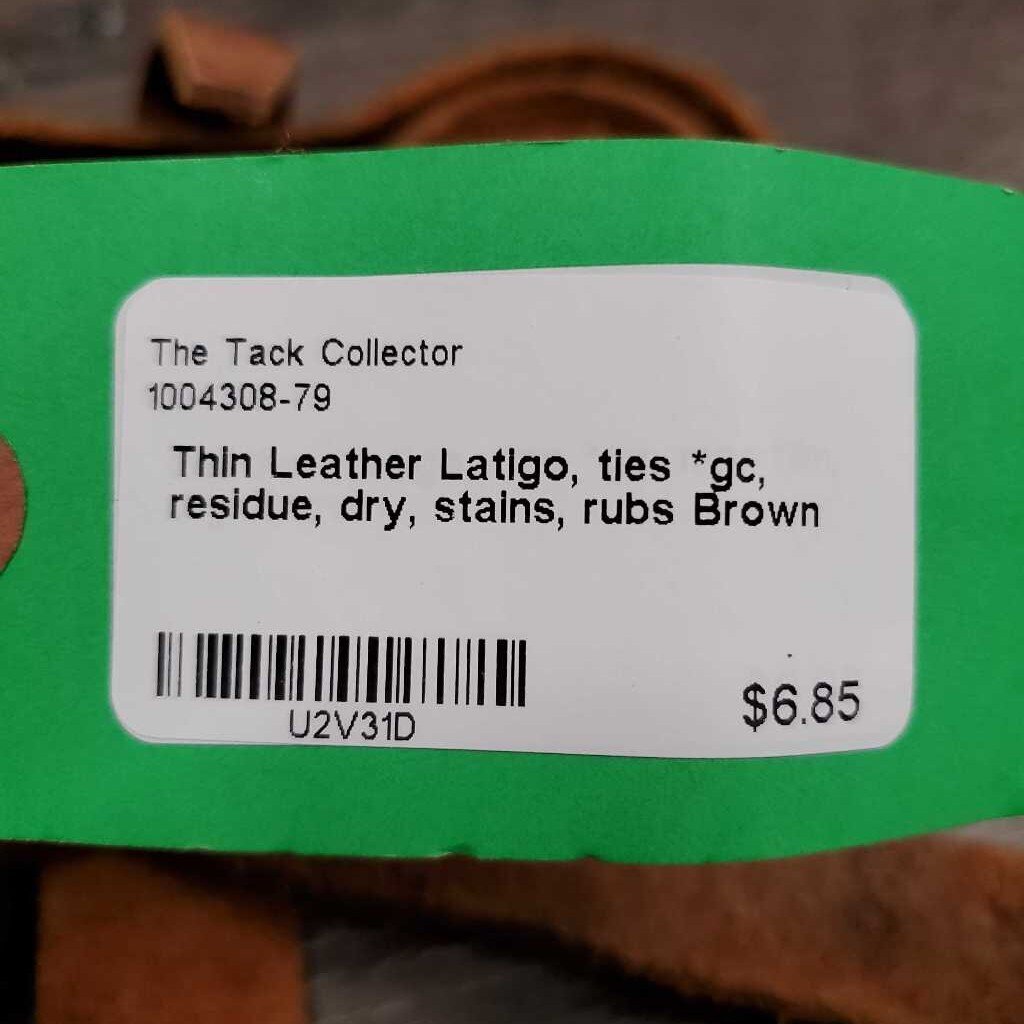 The Tack Collector
1004308-79
Thin Leather Latigo, ties *gc,
residue, dry, stains, rubs Brown
U2V31D
$6.85